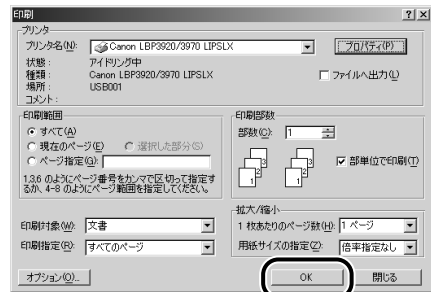 印刷
プリンタ
プリンタ名(N): Canon LBP3920/3970 LIPSLX プロパティ(P)
状態: アイドリング中
種類: Canon LBP3920/3970 LIPSLX ファイルへ出力(L)
場所: USB001
コメント:
印刷範囲
すべて(A)
現在のページ(E) 選択した部分(S)
ページ指定(G):
1,3,6 のようにページ番号をカンマで区切って指定す
るか、4-8 のようにページ範囲を指定してください。
印刷部数
部数(C): 1
部単位で印刷(T)
印刷対象(W): 文書
印刷指定(R): すべてのページ
拡大/縮小
1 枚あたりのページ数(H): 1 ページ
用紙サイズの指定(Z): 倍率指定なし
オプション(O)... OK 閉じる